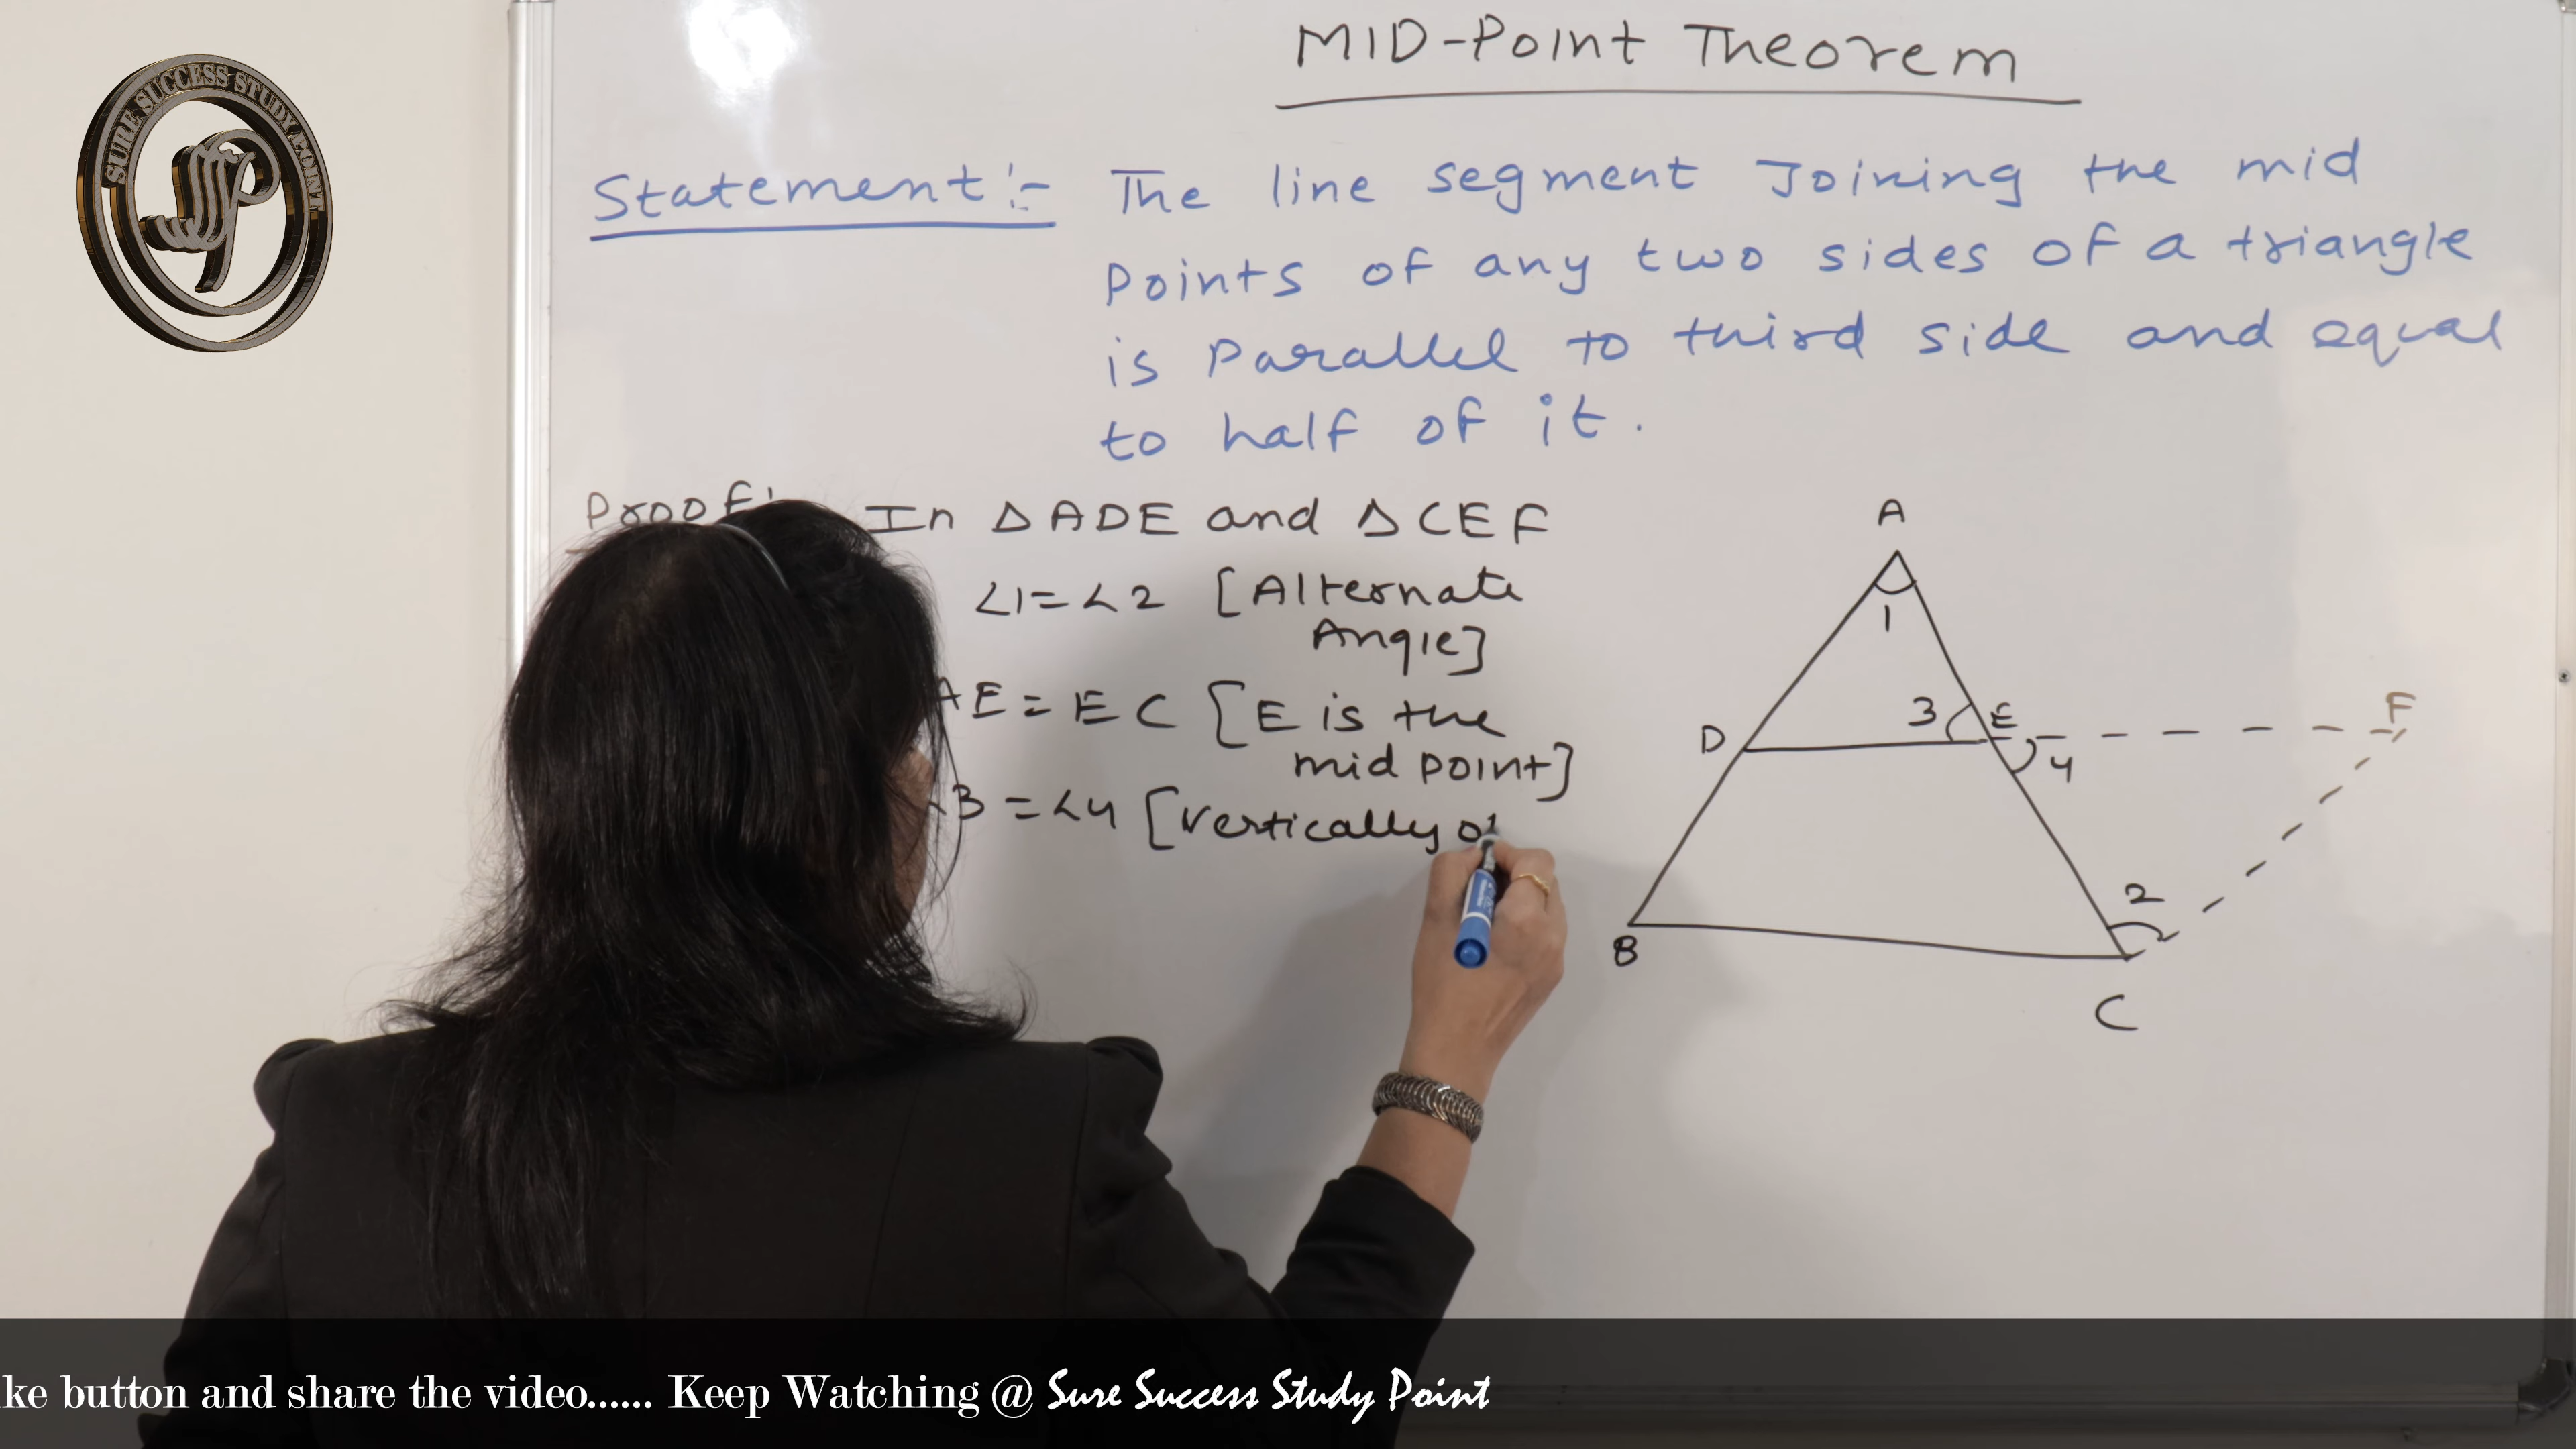 SURE SUCCESS STUDY POINT
MID-Point Theorem
Statement:- The line segment Joining the mid
Points of any two sides of a triangle
is Parallel to third side and equal
to half of it.
Proof:
In ΔADE and ΔCEF
∠1=∠2 [Alternate
Angle]
AE = EC [E is the
mid point]
∠3 = ∠4 [Vertically
A
1
D
3
E
4
F
2
B
C
button and share the video...... Keep Watching @ Sure Success Study Point